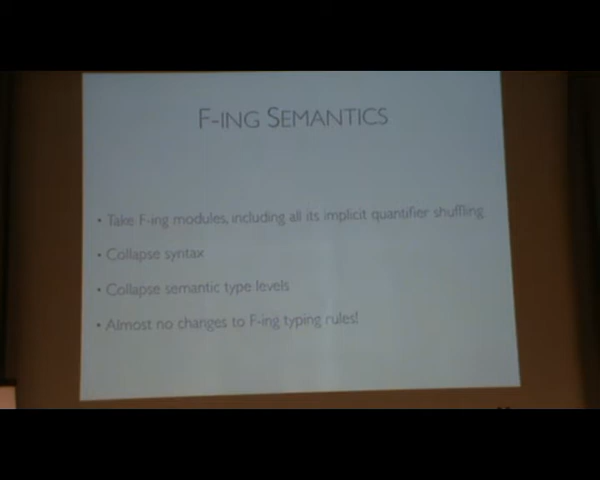 F-ING SEMANTICS
• Take F-ing modules, including all its implicit quantifier shuffling
• Collapse syntax
• Collapse semantic type levels
• Almost no changes to F-ing typing rules!